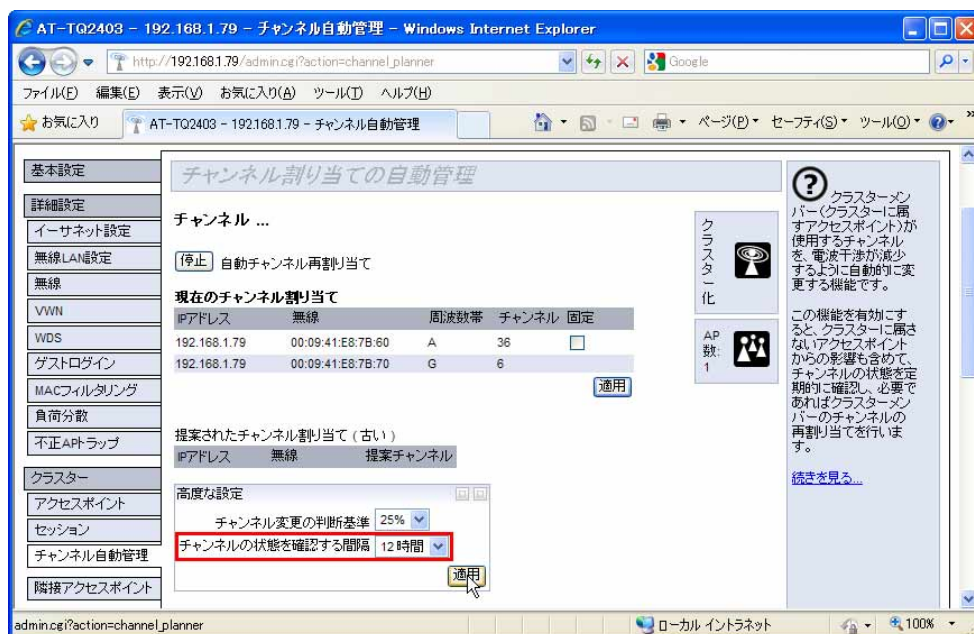 AT-TQ2403 - 192.168.1.79 - チャンネル自動管理 - Windows Internet Explorer
http://192.168.1.79/admin.cgi?action=channel_planner
Google
ファイル(F) 編集(E) 表示(V) お気に入り(A) ツール(T) ヘルプ(H)
お気に入り
AT-TQ2403 - 192.168.1.79 - チャンネル自動管理
ページ(P) セーフティ(S) ツール(O)
基本設定
詳細設定
イーサネット設定
無線LAN設定
無線
VWN
WDS
ゲストログイン
MACフィルタリング
負荷分散
不正APトラップ
クラスター
アクセスポイント
セッション
チャンネル自動管理
隣接アクセスポイント
チャンネル割り当ての自動管理
チャンネル ...
停止 自動チャンネル再割り当て
現在のチャンネル割り当て
IPアドレス 無線 周波数帯 チャンネル 固定
192.168.1.79 00:09:41:E8:7B:60 A 36
192.168.1.79 00:09:41:E8:7B:70 G 6
適用
提案されたチャンネル割り当て ( 古い )
IPアドレス 無線 提案チャンネル
高度な設定
チャンネル変更の判断基準 25%
チャンネルの状態を確認する間隔 12 時間
適用
クラスター化
AP
数:
1
クラスターメン
バー(クラスターに属
すアクセスポイント)が
使用するチャンネル
を、電波干渉が減少
するように自動的に変
更する機能です。
この機能を有効にす
ると、クラスターに属さ
ないアクセスポイント
からの影響も含めて、
チャンネルの状態を定
期的に確認し、必要で
あればクラスターメン
バーのチャンネルの
再割り当てを行いま
す。
続きを見る...
admin.cgi?action=channel_planner
ローカル イントラネット
100%